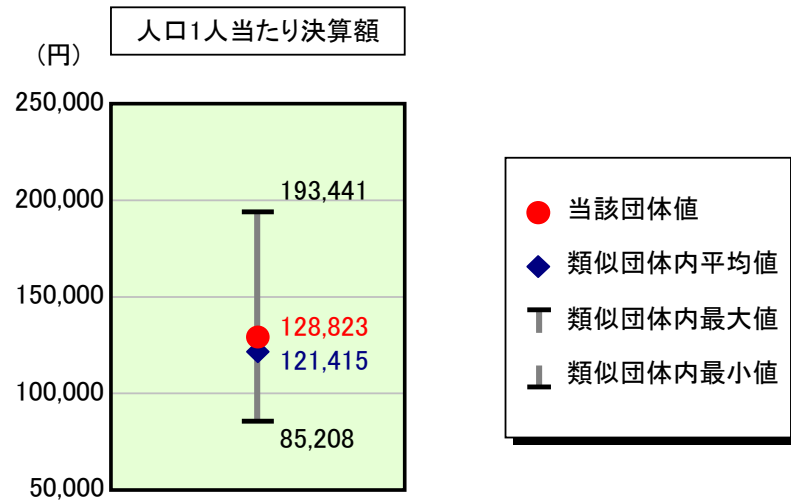 人口1人当たり決算額
(円)
250,000
200,000
150,000
100,000
50,000
193,441
128,823
121,415
85,208
当該団体値
類似団体内平均値
類似団体内最大値
類似団体内最小値